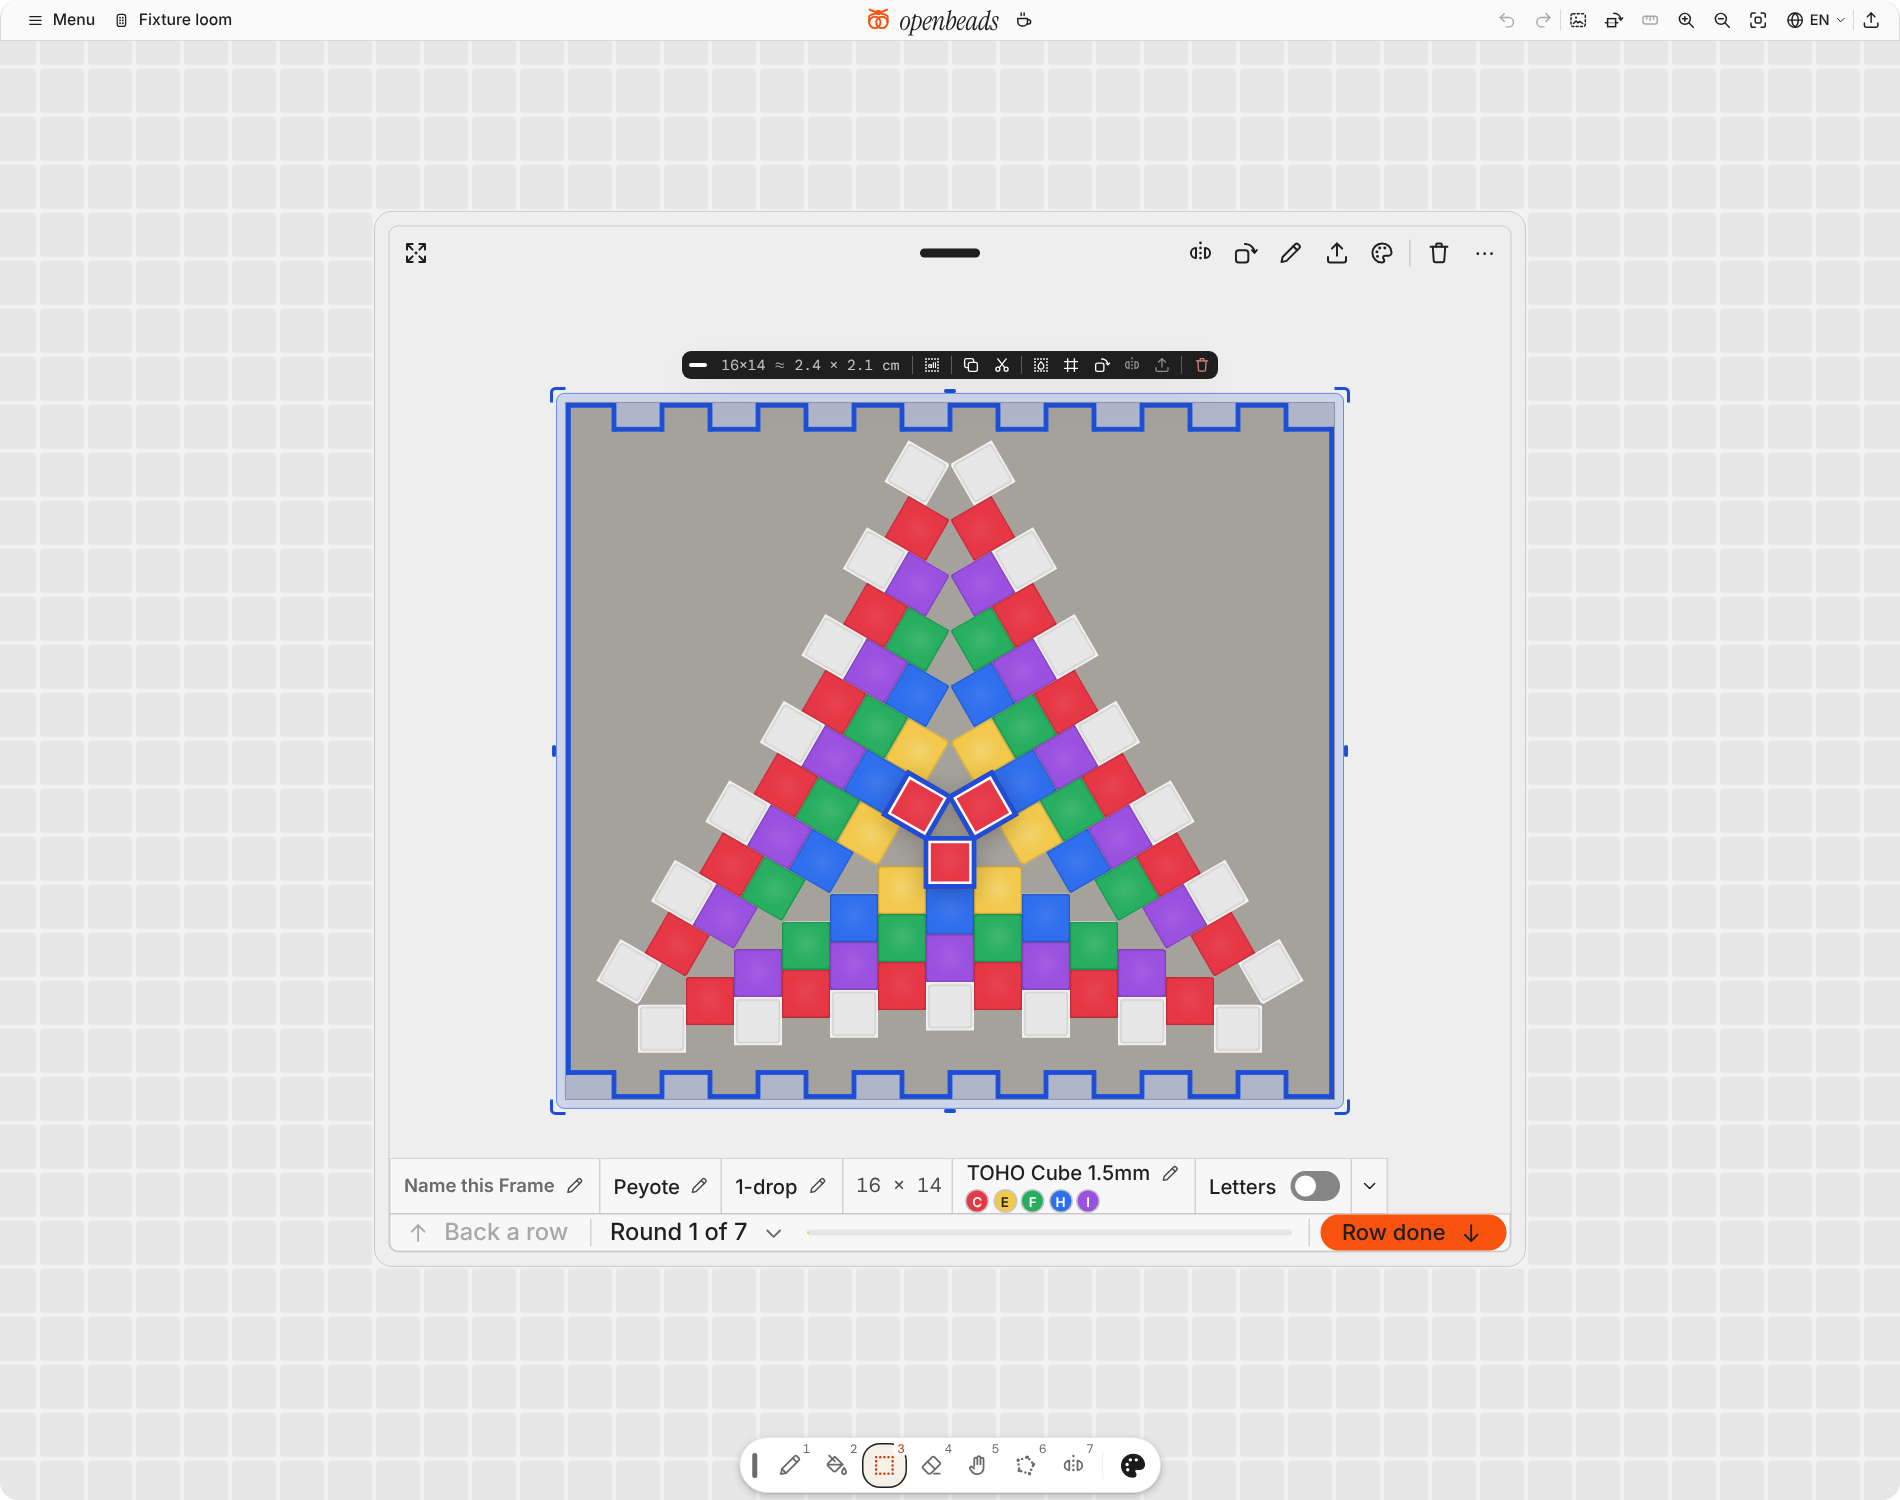 Menu
Fixture loom
openbeads
EN
16×14 ≈ 2.4 × 2.1 cm
all
Name this Frame
Peyote
1-drop
16 × 14
TOHO Cube 1.5mm
C E F H I
Letters
Back a row
Round 1 of 7
Row done
1 2 3 4 5 6 7